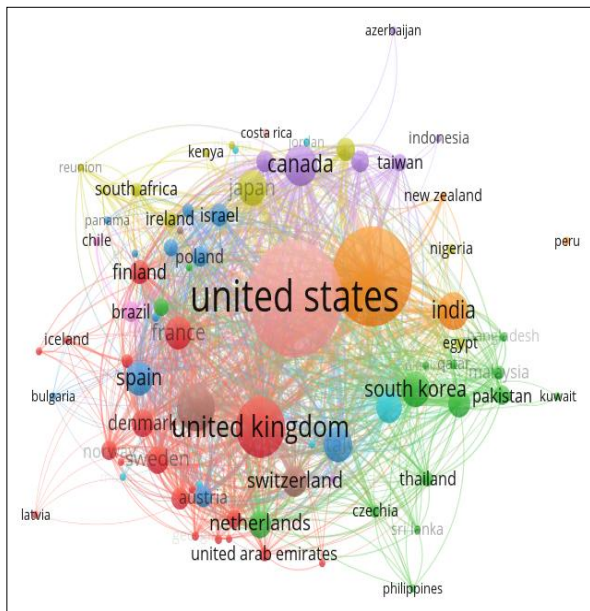 azerbaijan
costa rica
jordan
indonesia
kenya
canada
taiwan
reunion
japan
south africa
new zealand
panama
ireland
israel
chile
nigeria
peru
poland
finland
united states
brazil
india
iceland
france
egypt
bangladesh
qatar
malaysia
spain
bulgaria
south korea
pakistan
kuwait
denmark
united kingdom
norway
sweden
switzerland
thailand
austria
latvia
netherlands
czechia
sri lanka
united arab emirates
philippines